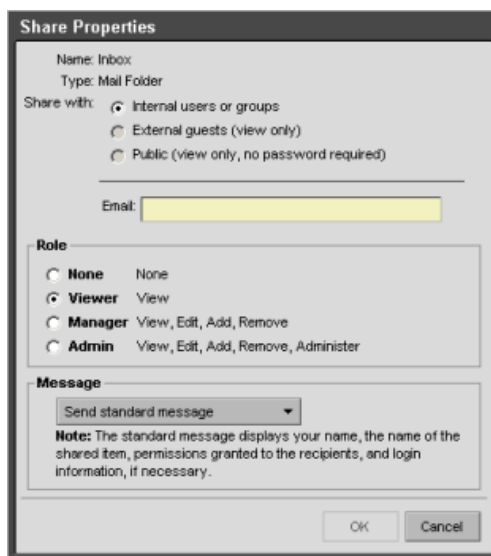 Share Properties
Name: Inbox
Type: Mail Folder
Share with: Internal users or groups
External guests (view only)
Public (view only, no password required)
Email:
Role
None None
Viewer View
Manager View, Edit, Add, Remove
Admin View, Edit, Add, Remove, Administer
Message
Send standard message
Note: The standard message displays your name, the name of the
shared item, permissions granted to the recipients, and login
information, if necessary.
OK Cancel